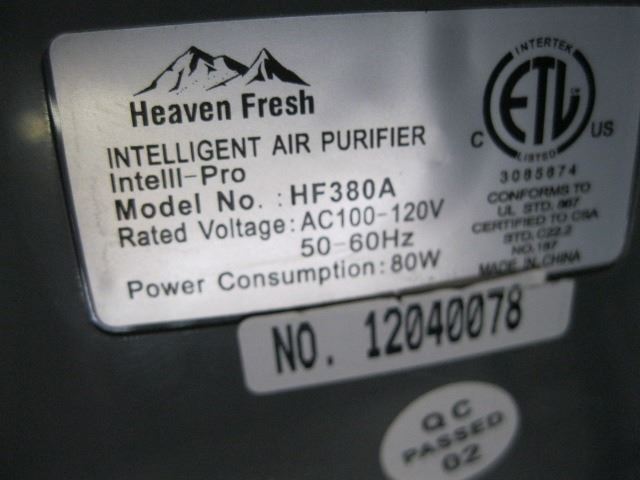 Heaven Fresh
INTELLIGENT AIR PURIFIER
Intelll-Pro
Model No. : HF380A
Rated Voltage: AC100-120V
50-60Hz
Power Consumption: 80W
INTERTEK
ETL
C US
LISTED
3085674
CONFORMS TO
UL STD. 867
CERTIFIED TO CSA
STD. C22.2
NO.187
MADE IN CHINA
NO. 12040078
QC
PASSED
02